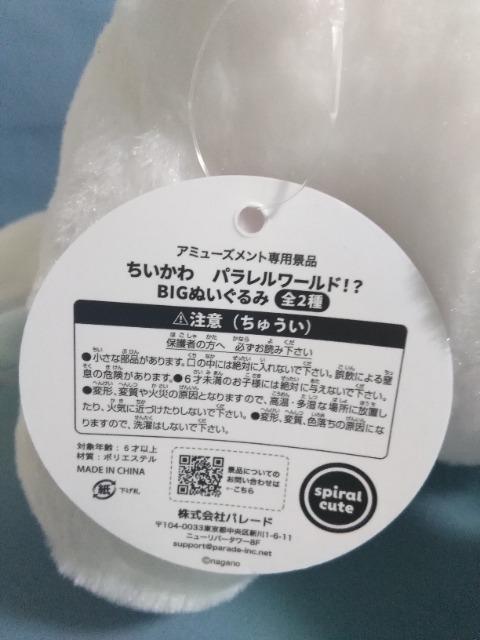 アミューズメント専用景品
ちいかわ パラレルワールド!?
BIGぬいぐるみ 全2種
⚠注意(ちゅうい)
保護者の方へ 必ずお読み下さい
●小さな部品があります。口の中には絶対に入れないで下さい。誤飲による窒
息の危険があります。●6才未満のお子様には絶対に与えないで下さい。
●変形、変質や火災の原因となりますので、高温・多湿な場所に放置し
たり、火気に近づけたりしないで下さい。●変形、変質、色落ちの原因にな
りますので、洗濯はしないで下さい。
対象年齢:6才以上
材質:ポリエステル
MADE IN CHINA
紙 下げ札
景品についての
お問い合わせは
←こちら
spiral
cute
株式会社パレード
〒104-0033東京都中央区新川1-6-11
ニューリバータワー8F
support@parade-inc.net
©nagano